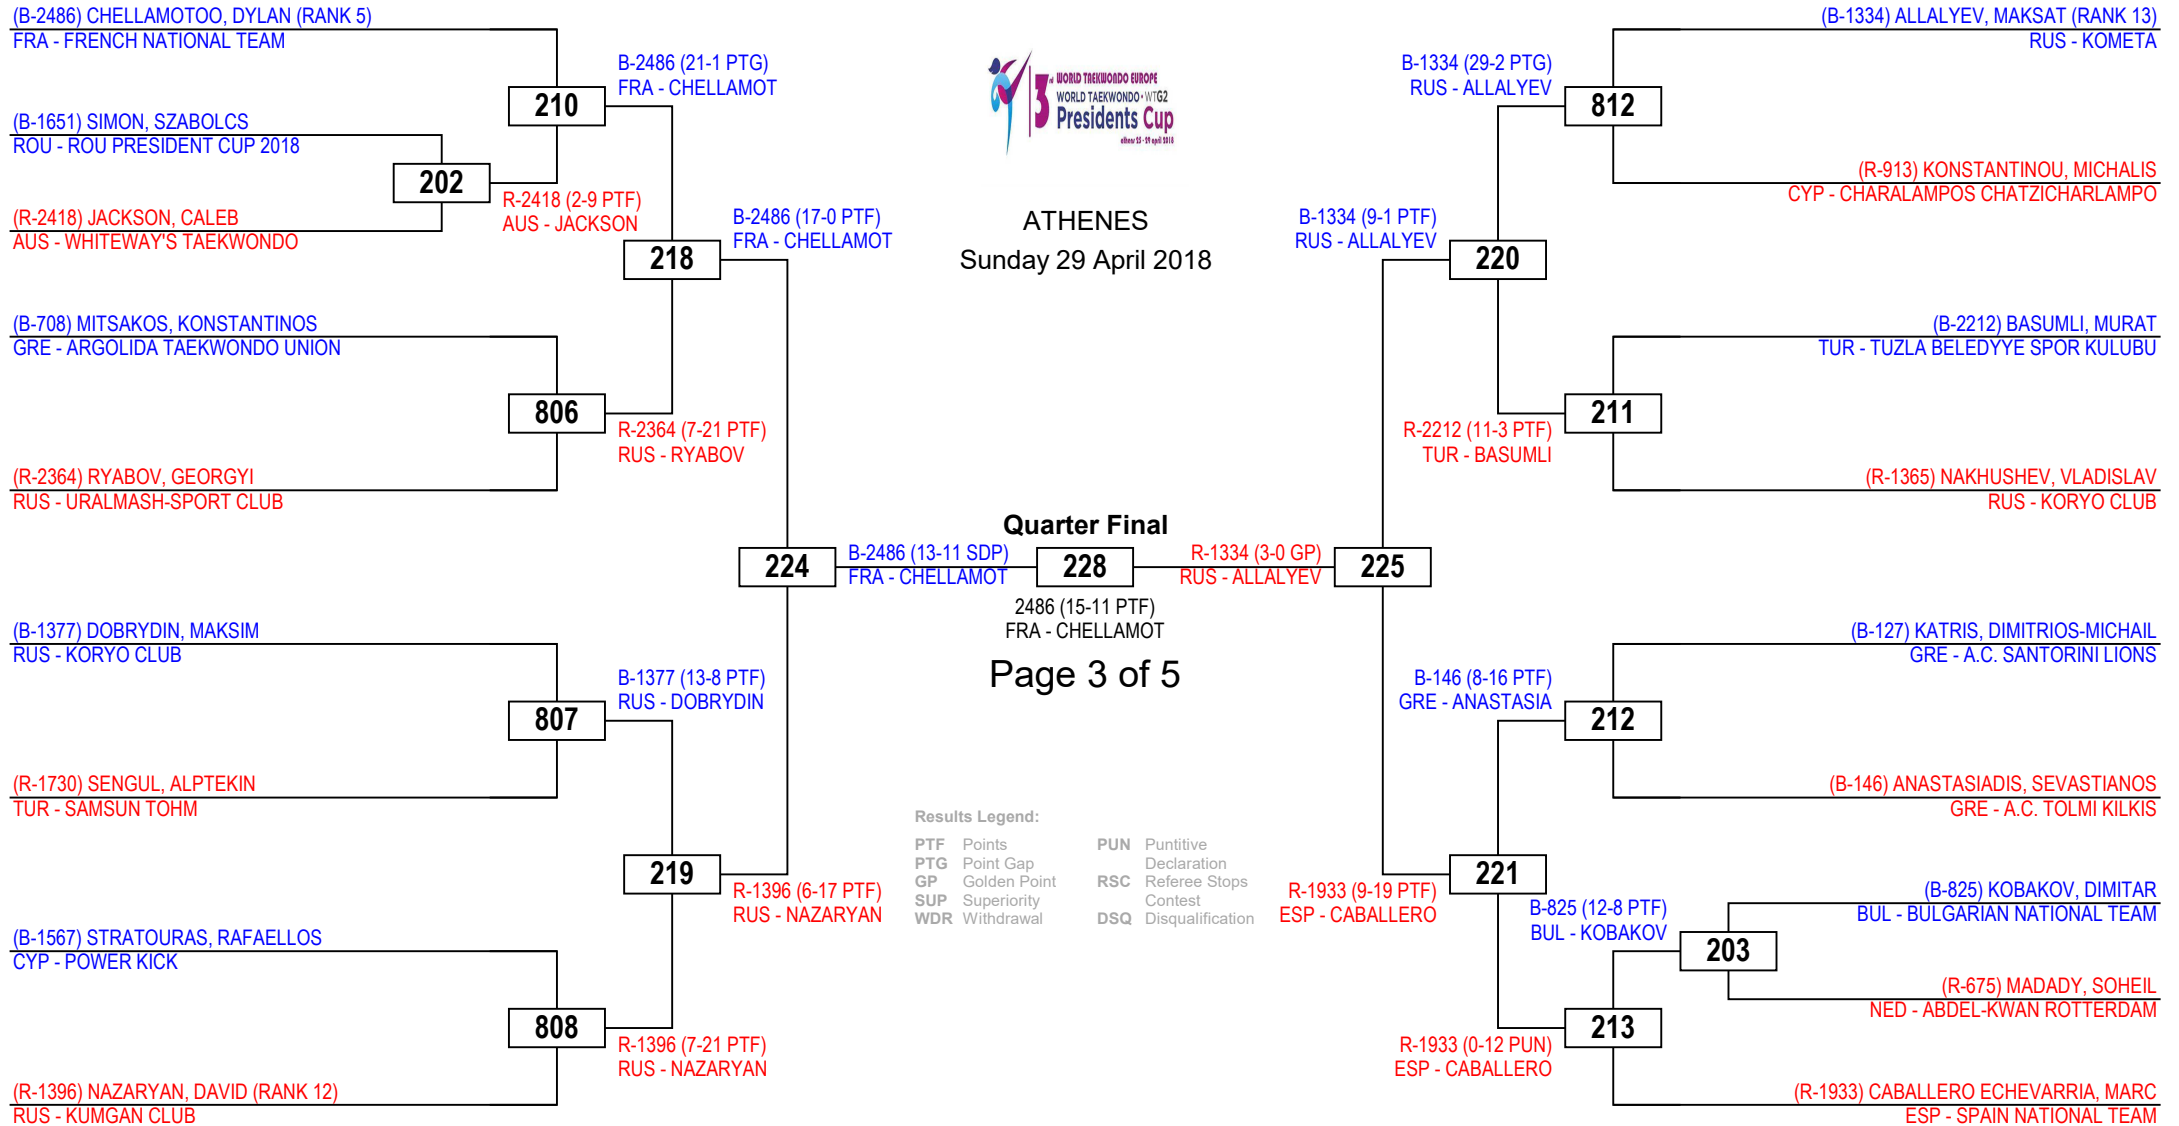 (B-2486) CHELLAMOTOO, DYLAN (RANK 5)
FRA - FRENCH NATIONAL TEAM
(B-1651) SIMON, SZABOLCS
ROU - ROU PRESIDENT CUP 2018
(R-2418) JACKSON, CALEB
AUS - WHITEWAY'S TAEKWONDO
(B-708) MITSAKOS, KONSTANTINOS
GRE - ARGOLIDA TAEKWONDO UNION
(R-2364) RYABOV, GEORGYI
RUS - URALMASH-SPORT CLUB
(B-1377) DOBRYDIN, MAKSIM
RUS - KORYO CLUB
(R-1730) SENGUL, ALPTEKIN
TUR - SAMSUN TOHM
(B-1567) STRATOURAS, RAFAELLOS
CYP - POWER KICK
(R-1396) NAZARYAN, DAVID (RANK 12)
RUS - KUMGAN CLUB
202
R-2418 (2-9 PTF)
AUS - JACKSON
210
806
807
808
B-2486 (21-1 PTG)
FRA - CHELLAMOT
R-2364 (7-21 PTF)
RUS - RYABOV
B-1377 (13-8 PTF)
RUS - DOBRYDIN
R-1396 (7-21 PTF)
RUS - NAZARYAN
218
219
B-2486 (17-0 PTF)
FRA - CHELLAMOT
R-1396 (6-17 PTF)
RUS - NAZARYAN
224
B-2486 (13-11 SDP)
FRA - CHELLAMOT
3rd WORLD TAEKWONDO EUROPE
WORLD TAEKWONDO • WTG2
Presidents Cup
athens 25 - 29 april 2018
ATHENES
Sunday 29 April 2018
Quarter Final
228
2486 (15-11 PTF)
FRA - CHELLAMOT
Page 3 of 5
Results Legend:
PTF Points
PTG Point Gap
GP Golden Point
SUP Superiority
WDR Withdrawal
PUN Puntitive
Declaration
RSC Referee Stops
Contest
DSQ Disqualification
R-1334 (3-0 GP)
RUS - ALLALYEV
225
B-1334 (9-1 PTF)
RUS - ALLALYEV
R-1933 (9-19 PTF)
ESP - CABALLERO
220
221
B-1334 (29-2 PTG)
RUS - ALLALYEV
R-2212 (11-3 PTF)
TUR - BASUMLI
B-146 (8-16 PTF)
GRE - ANASTASIA
R-1933 (0-12 PUN)
ESP - CABALLERO
812
211
212
213
B-825 (12-8 PTF)
BUL - KOBAKOV
203
(B-1334) ALLALYEV, MAKSAT (RANK 13)
RUS - KOMETA
(R-913) KONSTANTINOU, MICHALIS
CYP - CHARALAMPOS CHATZICHARLAMPO
(B-2212) BASUMLI, MURAT
TUR - TUZLA BELEDYYE SPOR KULUBU
(R-1365) NAKHUSHEV, VLADISLAV
RUS - KORYO CLUB
(B-127) KATRIS, DIMITRIOS-MICHAIL
GRE - A.C. SANTORINI LIONS
(B-146) ANASTASIADIS, SEVASTIANOS
GRE - A.C. TOLMI KILKIS
(B-825) KOBAKOV, DIMITAR
BUL - BULGARIAN NATIONAL TEAM
(R-675) MADADY, SOHEIL
NED - ABDEL-KWAN ROTTERDAM
(R-1933) CABALLERO ECHEVARRIA, MARC
ESP - SPAIN NATIONAL TEAM